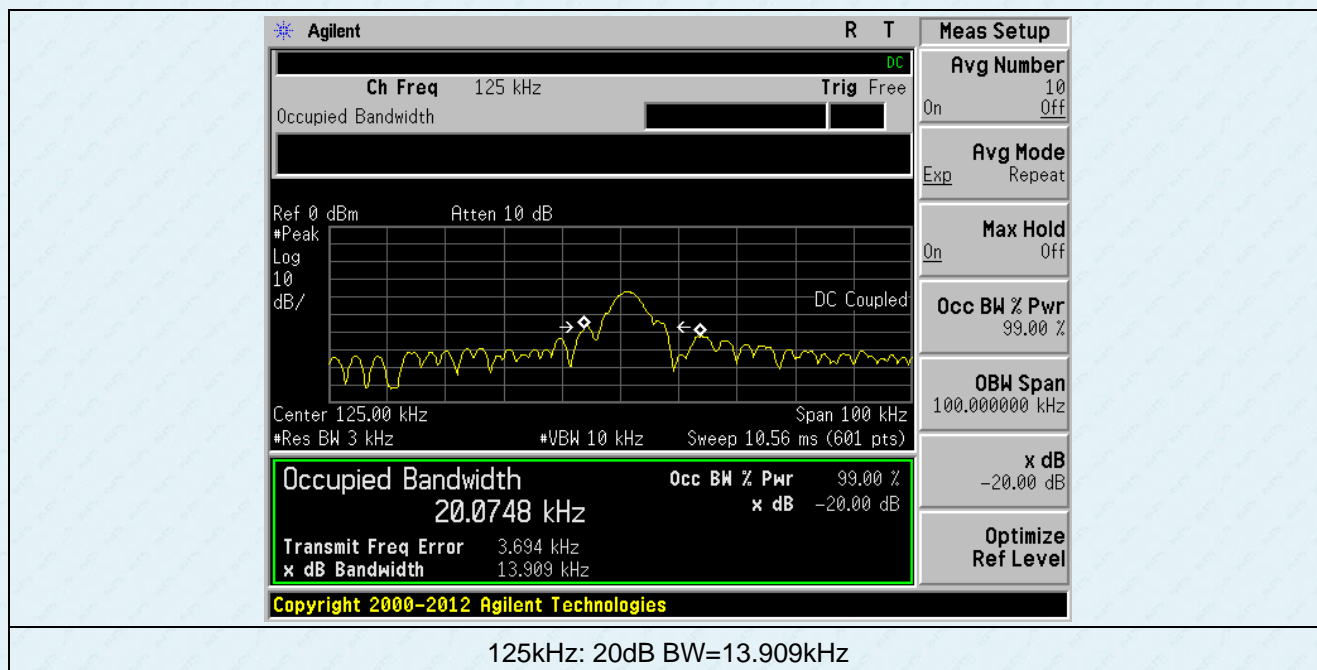 Agilent R T
DC
Ch Freq 125 kHz Trig Free
Occupied Bandwidth
Ref 0 dBm Atten 10 dB
#Peak
Log
10
dB/
DC Coupled
Center 125.00 kHz Span 100 kHz
#Res BW 3 kHz #VBW 10 kHz Sweep 10.56 ms (601 pts)
Occupied Bandwidth
20.0748 kHz
Occ BW % Pwr 99.00 %
x dB -20.00 dB
Transmit Freq Error 3.694 kHz
x dB Bandwidth 13.909 kHz
Copyright 2000-2012 Agilent Technologies
Meas Setup
Avg Number
10
On Off
Avg Mode
Exp Repeat
Max Hold
On Off
Occ BW % Pwr
99.00 %
OBW Span
100.000000 kHz
x dB
-20.00 dB
Optimize
Ref Level
125kHz: 20dB BW=13.909kHz